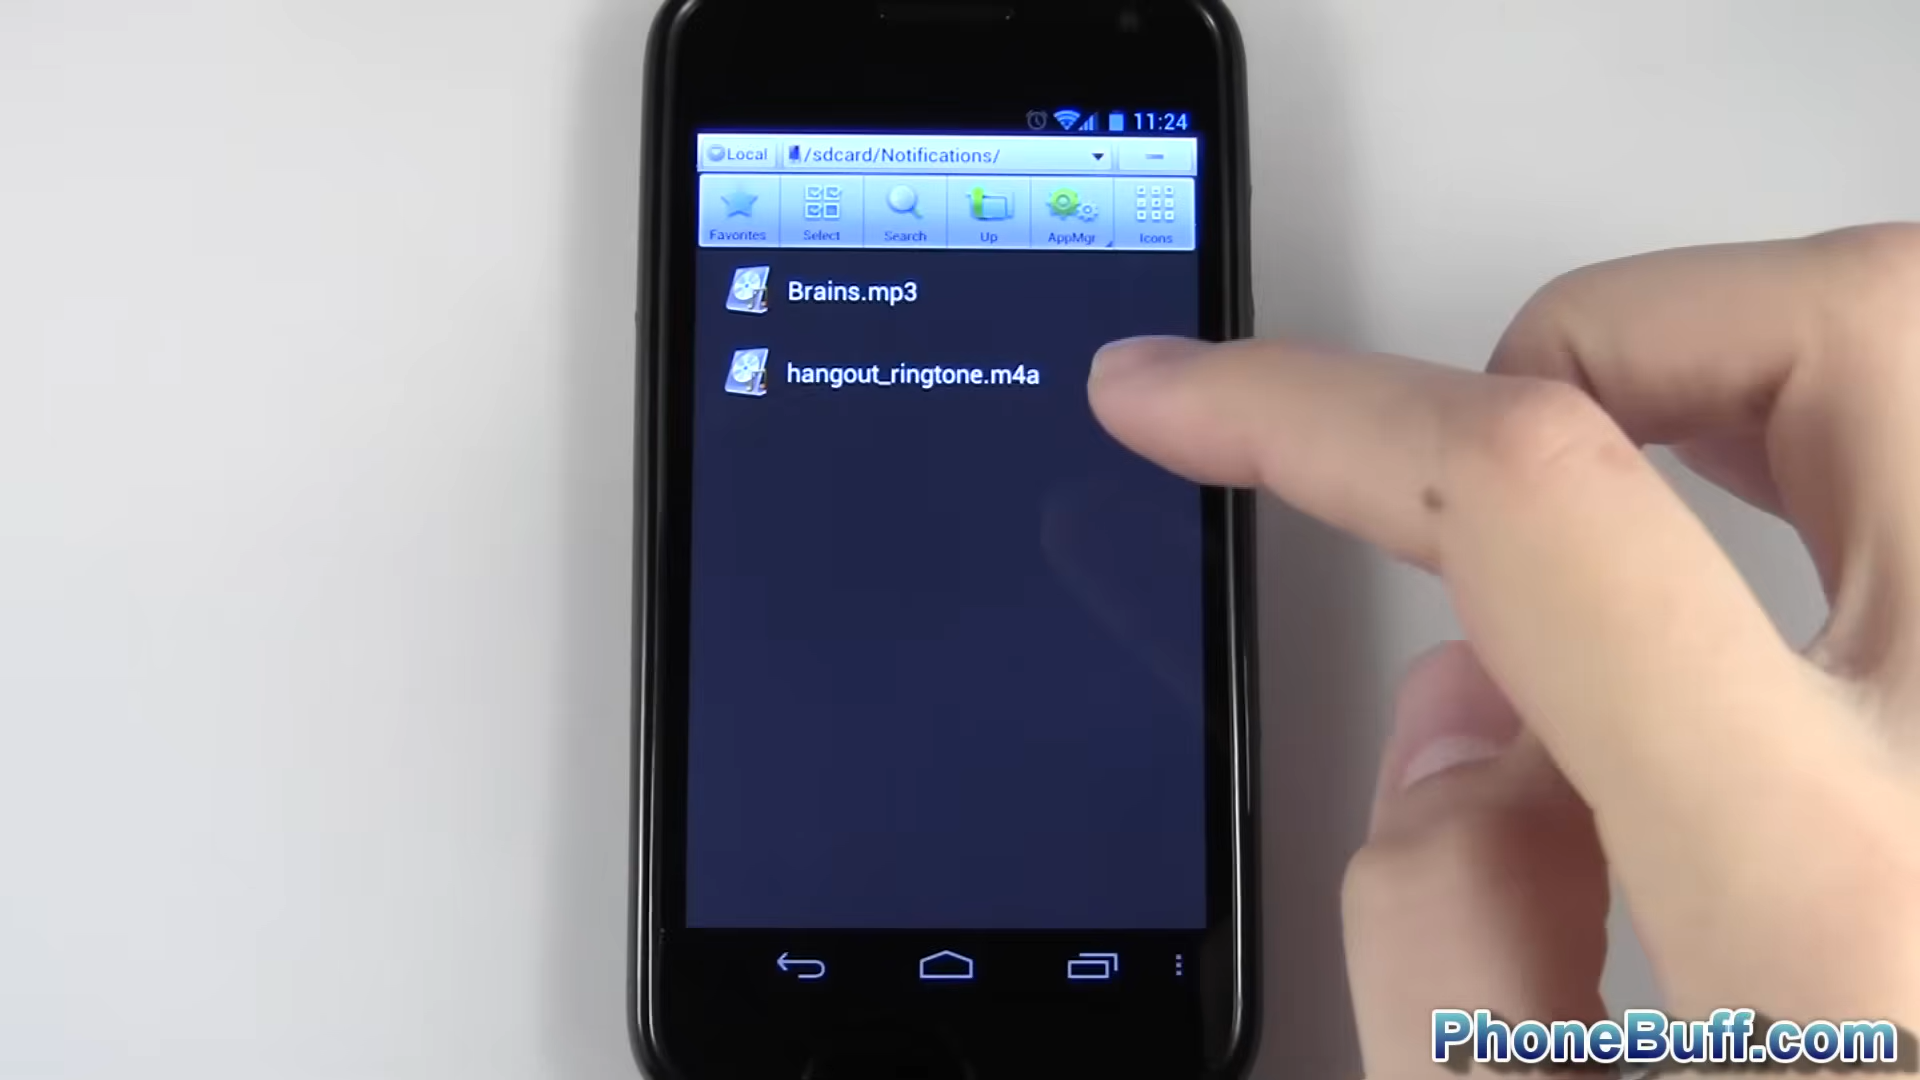 11:24
Local /sdcard/Notifications/
Favorites Select Search Up AppMgr Icons
Brains.mp3
hangout_ringtone.m4a
PhoneBuff.com